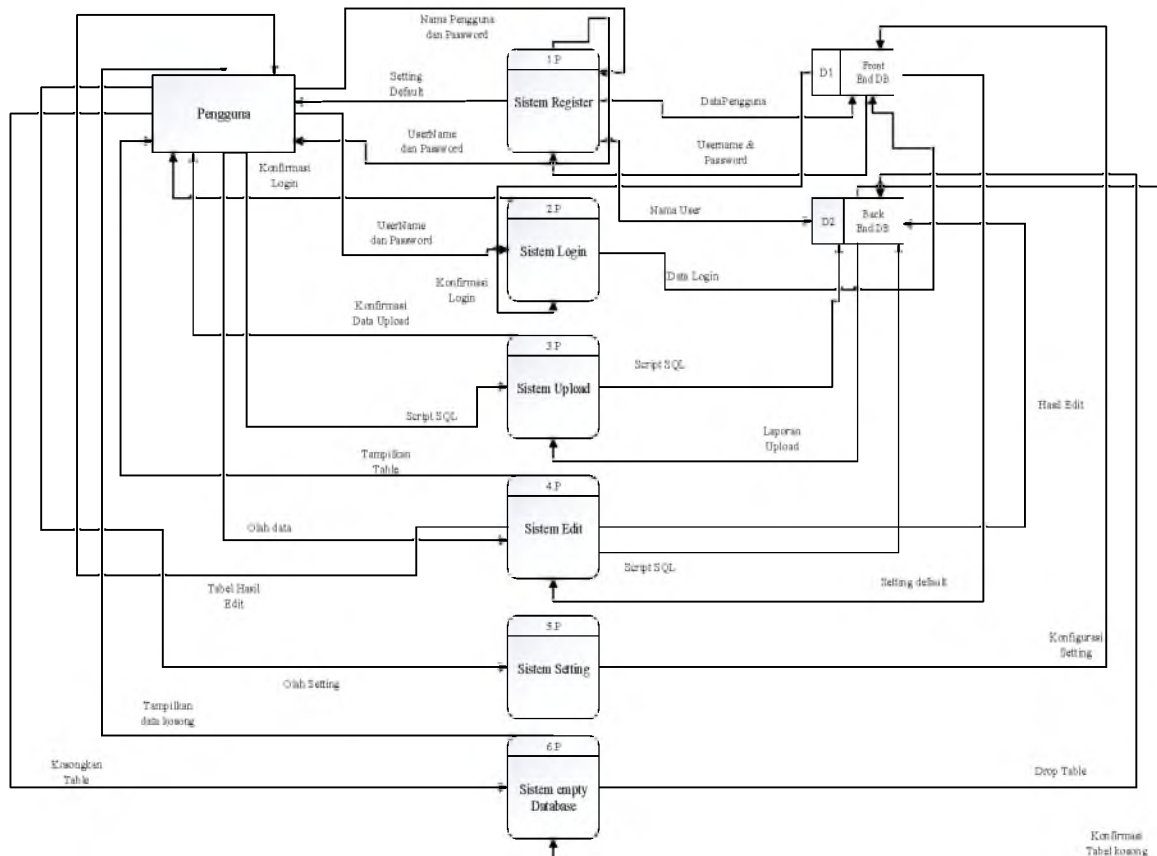 Nama Pengguna
dan Password
1.P
Sistem Register
D1
Front
End DB
Setting
Default
Pengguna
DataPengguna
UserName
dan Password
Username &
Password
Konfirmasi
Login
2.P
Sistem Login
Nama User
D2
Back
End DB
UserName
dan Password
Data Login
Konfirmasi
Login
Konfirmasi
Data Upload
3.P
Sistem Upload
Script SQL
Script SQL
Hasil Edit
Laporan
Upload
Tampilkan
Table
4.P
Sistem Edit
Olah data
Script SQL
Setting default
Tabel Hasil
Edit
5.P
Sistem Setting
Konfigurasi
Setting
Olah Setting
Tampilkan
data kosong
6.P
Sistem empty
Database
Kosongkan
Table
Drop Table
Konfirmasi
Tabel kosong